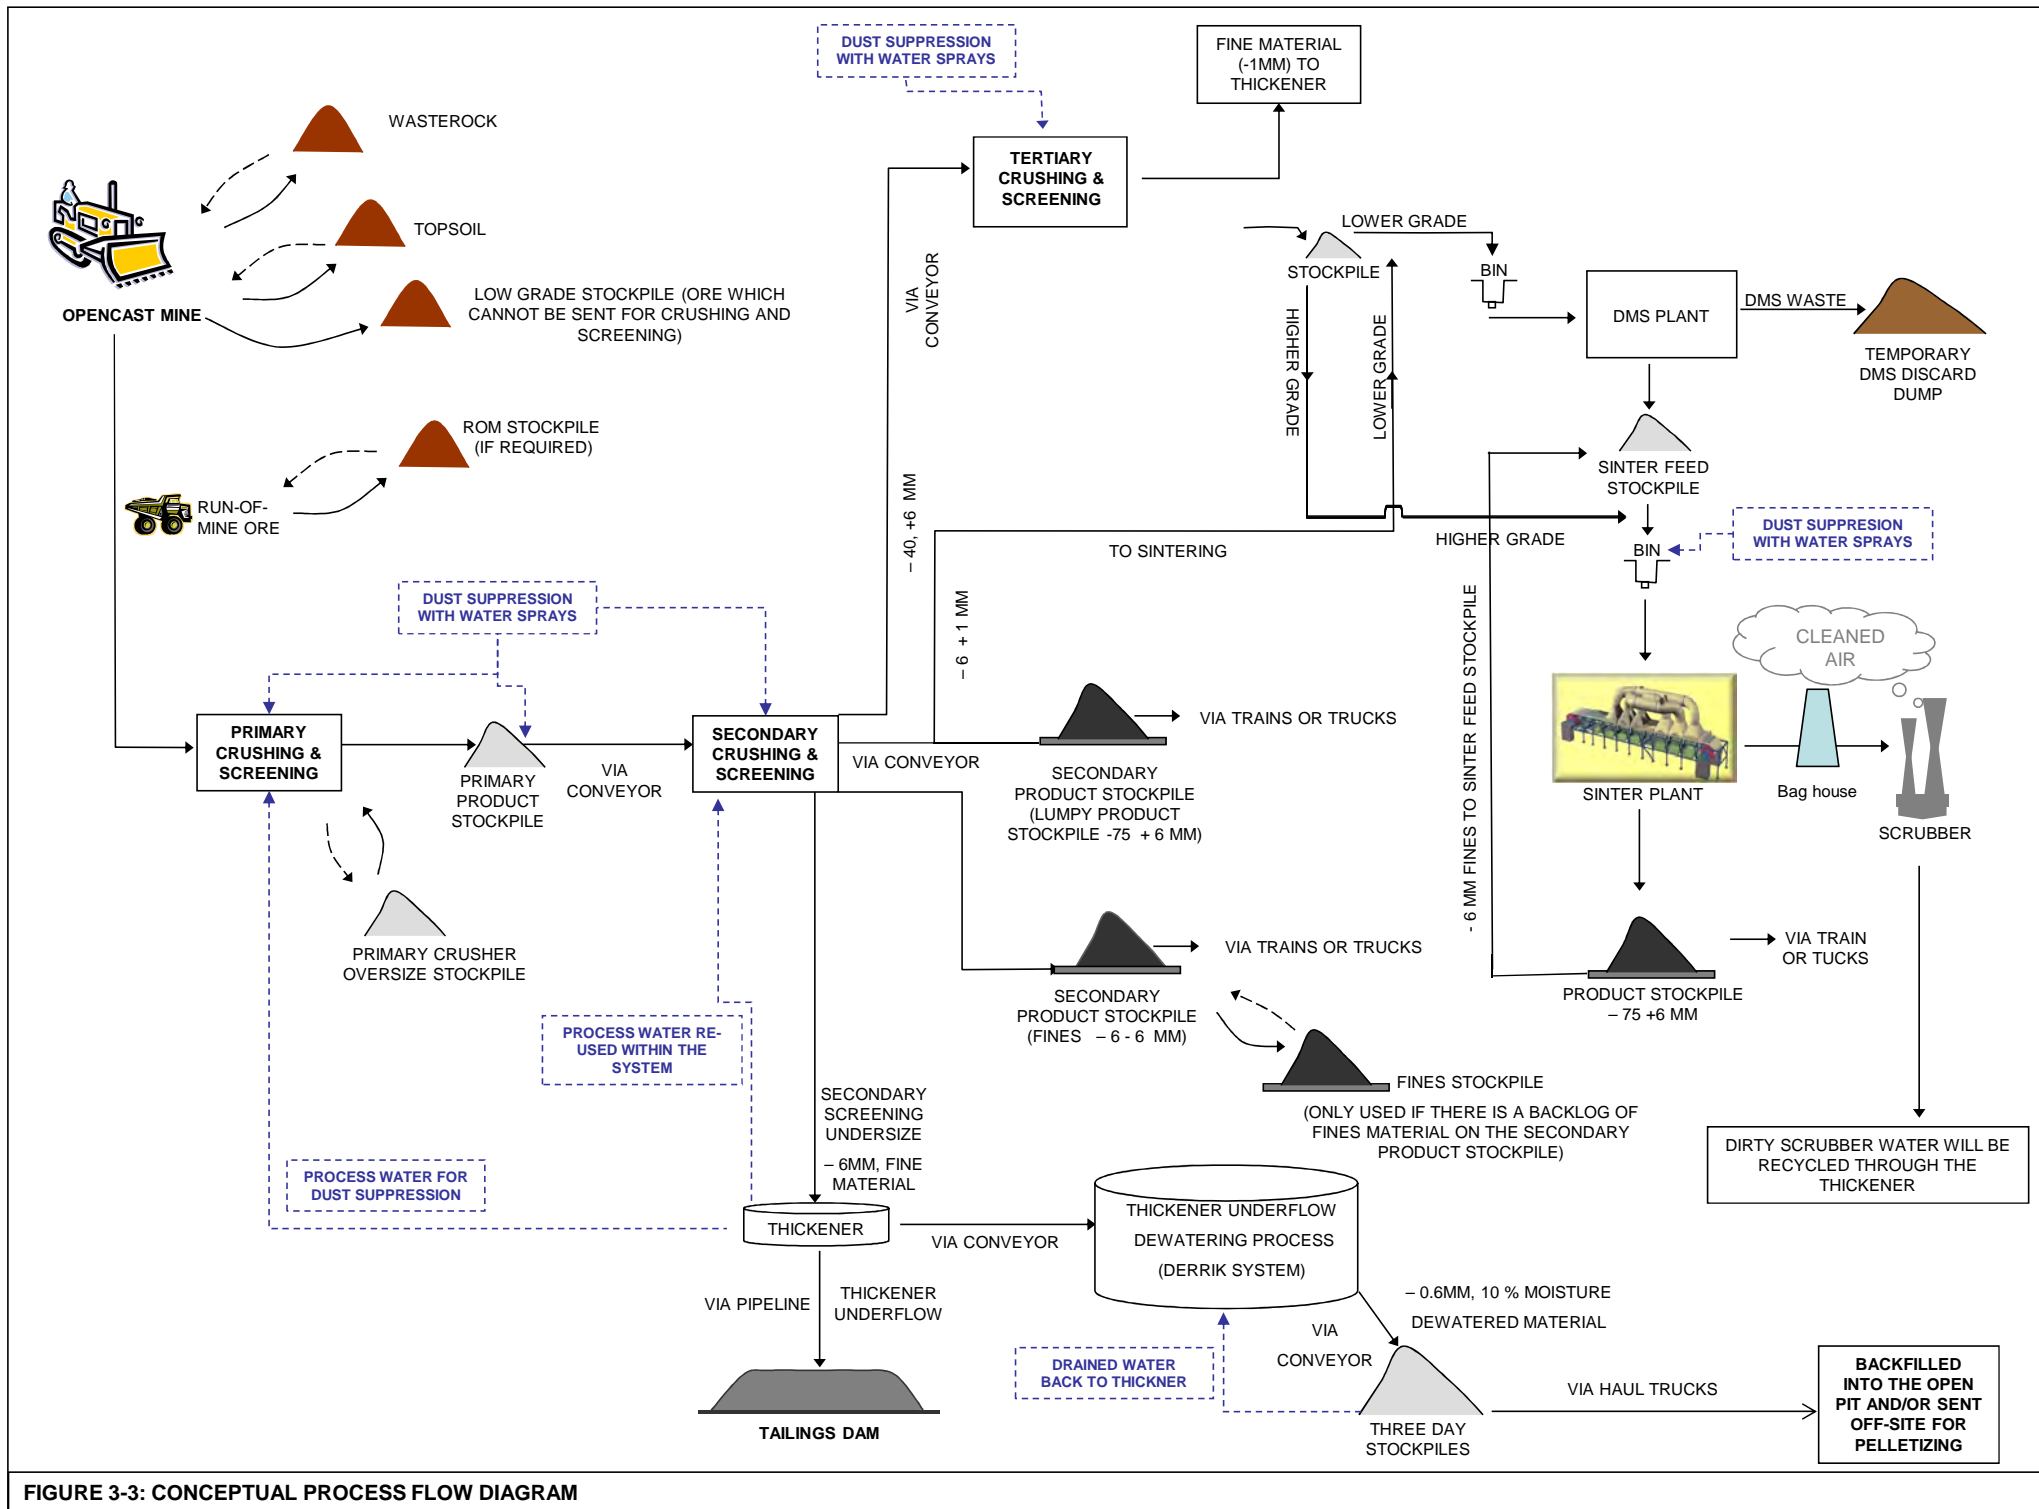 DUST SUPPRESSION
WITH WATER SPRAYS
FINE MATERIAL
(-1MM) TO
THICKENER
WASTEROCK
TOPSOIL
OPENCAST MINE
LOW GRADE STOCKPILE (ORE WHICH
CANNOT BE SENT FOR CRUSHING AND
SCREENING)
TERTIARY
CRUSHING &
SCREENING
VIA
CONVEYOR
LOWER GRADE
STOCKPILE
BIN
DMS PLANT
DMS WASTE
TEMPORARY
DMS DISCARD
DUMP
HIGHER GRADE
LOWER GRADE
ROM STOCKPILE
(IF REQUIRED)
RUN-OF-
MINE ORE
SINTER FEED
STOCKPILE
– 40, +6 MM
TO SINTERING
HIGHER GRADE
BIN
DUST SUPPRESION
WITH WATER SPRAYS
DUST SUPPRESSION
WITH WATER SPRAYS
– 6 + 1 MM
- 6 MM FINES TO SINTER FEED STOCKPILE
CLEANED
AIR
PRIMARY
CRUSHING &
SCREENING
PRIMARY
PRODUCT
STOCKPILE
VIA
CONVEYOR
SECONDARY
CRUSHING &
SCREENING
VIA CONVEYOR
VIA TRAINS OR TRUCKS
SECONDARY
PRODUCT STOCKPILE
(LUMPY PRODUCT
STOCKPILE -75 + 6 MM)
SINTER PLANT
Bag house
SCRUBBER
PRIMARY CRUSHER
OVERSIZE STOCKPILE
VIA TRAINS OR TRUCKS
SECONDARY
PRODUCT STOCKPILE
(FINES – 6 - 6 MM)
VIA TRAIN
OR TUCKS
PRODUCT STOCKPILE
– 75 +6 MM
PROCESS WATER RE-
USED WITHIN THE
SYSTEM
FINES STOCKPILE
(ONLY USED IF THERE IS A BACKLOG OF
FINES MATERIAL ON THE SECONDARY
PRODUCT STOCKPILE)
SECONDARY
SCREENING
UNDERSIZE
– 6MM, FINE
MATERIAL
DIRTY SCRUBBER WATER WILL BE
RECYCLED THROUGH THE
THICKENER
PROCESS WATER FOR
DUST SUPPRESSION
THICKENER
VIA CONVEYOR
THICKENER UNDERFLOW
DEWATERING PROCESS
(DERRIK SYSTEM)
VIA PIPELINE
THICKENER
UNDERFLOW
– 0.6MM, 10 % MOISTURE
DEWATERED MATERIAL
VIA
CONVEYOR
DRAINED WATER
BACK TO THICKNER
TAILINGS DAM
THREE DAY
STOCKPILES
VIA HAUL TRUCKS
BACKFILLED
INTO THE OPEN
PIT AND/OR SENT
OFF-SITE FOR
PELLETIZING
FIGURE 3-3: CONCEPTUAL PROCESS FLOW DIAGRAM